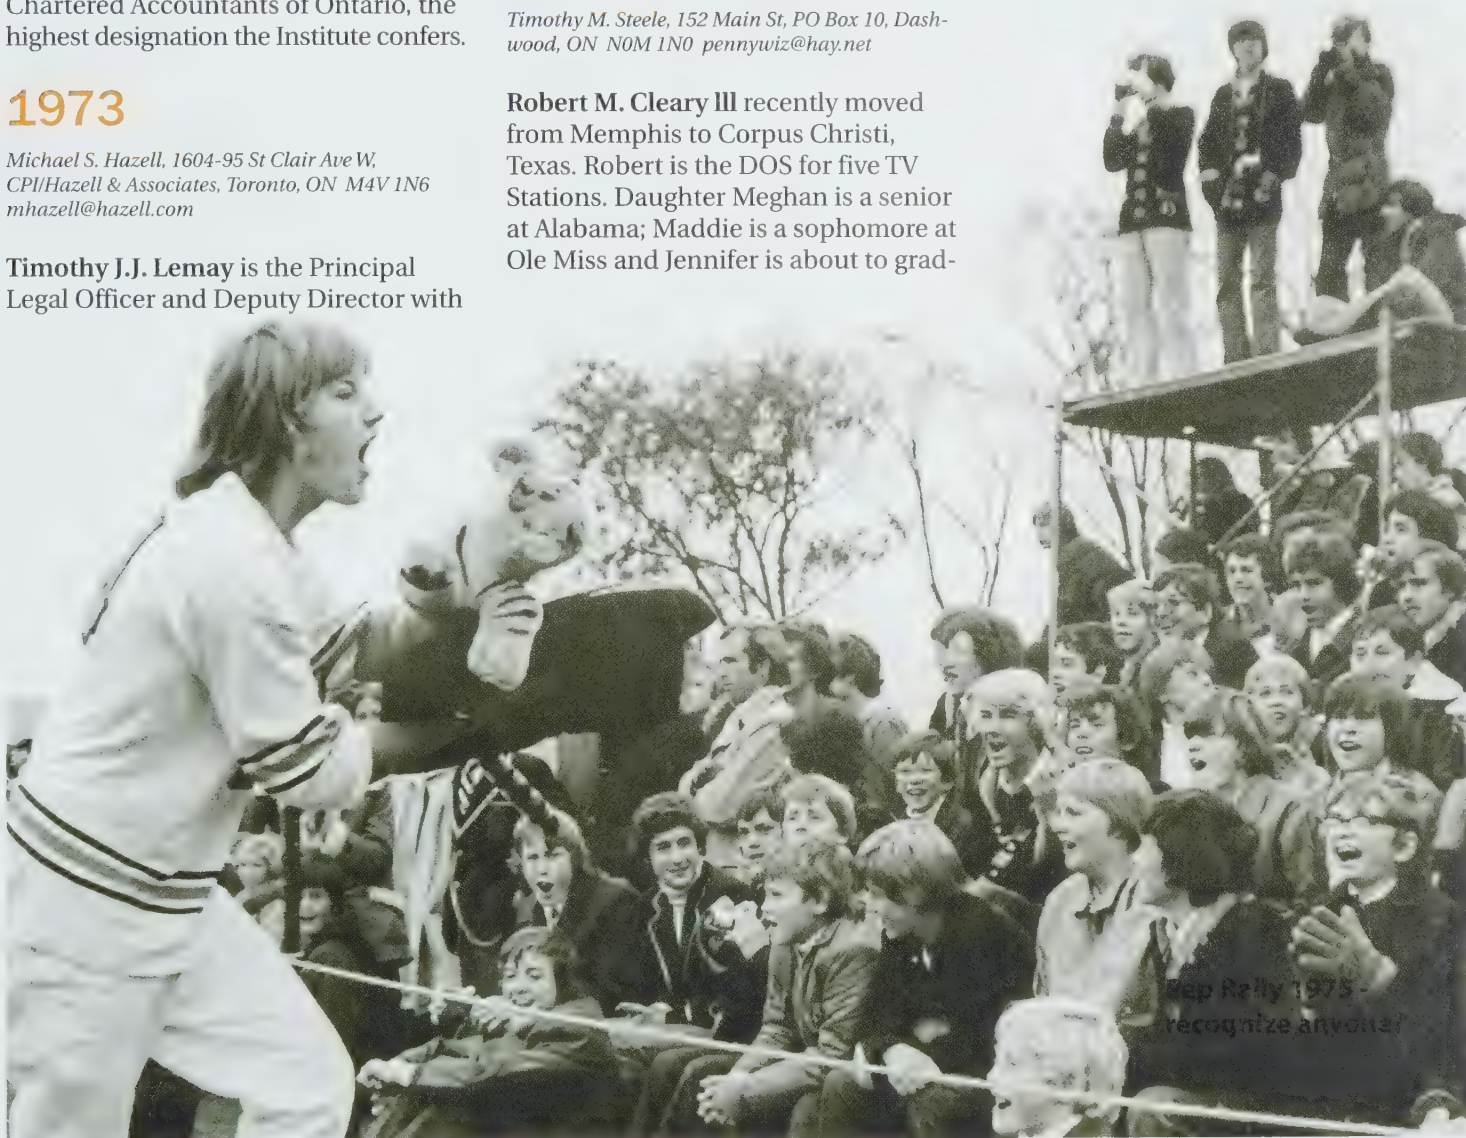 Chartered Accountants of Ontario, the
highest designation the Institute confers.
1973
Michael S. Hazell, 1604-95 St Clair Ave W,
CPI/Hazell & Associates, Toronto, ON M4V 1N6
mhazell@hazell.com
Timothy J.J. Lemay is the Principal
Legal Officer and Deputy Director with
Timothy M. Steele, 152 Main St, PO Box 10, Dash-
wood, ON N0M 1N0 pennywiz@hay.net
Robert M. Cleary lll recently moved
from Memphis to Corpus Christi,
Texas. Robert is the DOS for five TV
Stations. Daughter Meghan is a senior
at Alabama; Maddie is a sophomore at
Ole Miss and Jennifer is about to grad-
Pep Rally 1975 -
recognize anyone?